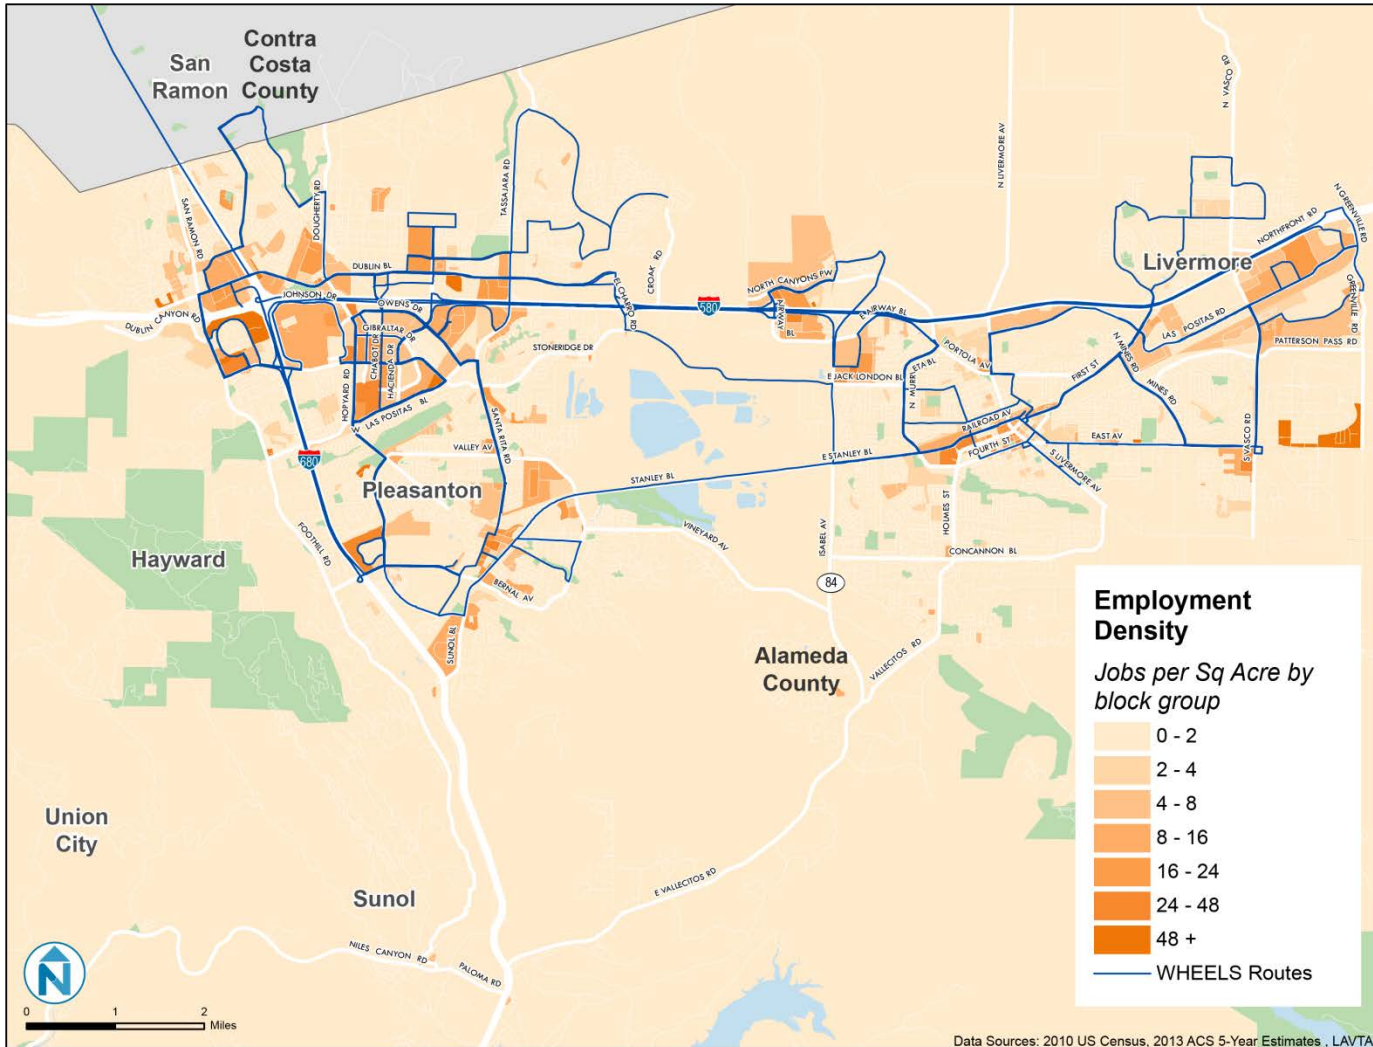 San
Ramon
Contra
Costa
County
N VASCO RD
N LIVERMORE AV
TASSAJARA RD
DOUGHERTY RD
SAN RAMON RD
N GREENVILLE RD
NORTHFRONT RD
Livermore
DUBLIN BL
CROAK RD
NORTH CANYONS PW
EL CHARRO RD
JOHNSON DR
OWENS DR
580
AIRWAY
BL
E AIRWAY BL
GREENVILLE RD
DUBLIN CANYON RD
GIBRALTAR DR
CHABOT DR
HACIENDA DR
STONERIDGE DR
LAS POSITAS RD
PATTERSON PASS RD
N MINES RD
PORTOLA AV
FIRST ST
HOPYARD RD
E JACK LONDON BL
N MURRIETA BL
MINES RD
W LAS POSITAS BL
SANTA RITA RD
RAILROAD AV
VALLEY AV
FOURTH ST
EAST AV
S VASCO RD
680
E STANLEY BL
S LIVERMORE AV
STANLEY BL
Pleasanton
FOOTHILL RD
VINEYARD AV
ISABEL AV
HOLMES ST
CONCANNON BL
Hayward
BERNAL AV
84
SUNOL BL
Alameda
County
VALLECITOS RD
Employment
Density
Jobs per Sq Acre by
block group
0 - 2
2 - 4
4 - 8
8 - 16
16 - 24
24 - 48
48 +
WHEELS Routes
Union
City
Sunol
E VALLECITOS RD
NILES CANYON RD
PALOMA RD
N
0 1 2
Miles
Data Sources: 2010 US Census, 2013 ACS 5-Year Estimates , LAVTA